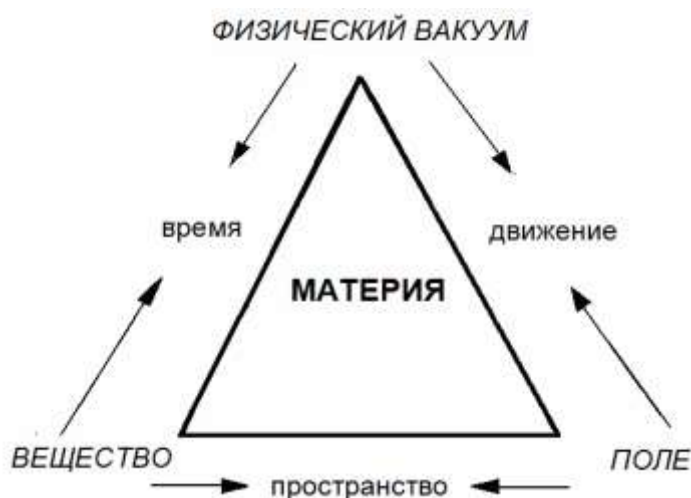 ФИЗИЧЕСКИЙ ВАКУУМ
время
движение
МАТЕРИЯ
ВЕЩЕСТВО
ПОЛЕ
пространство